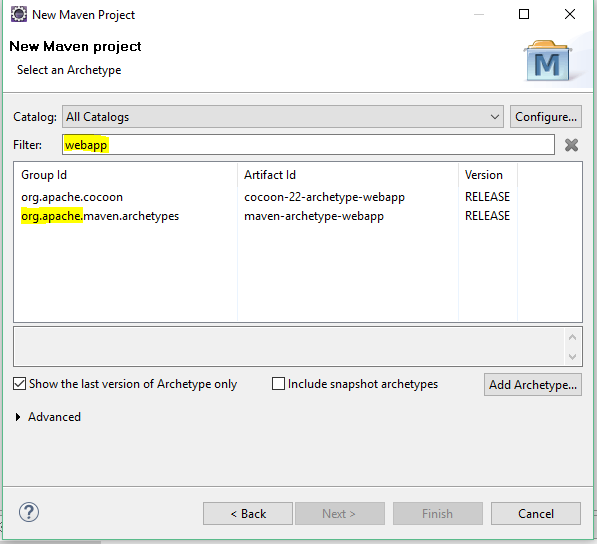 New Maven Project
New Maven project
Select an Archetype
M
Catalog: All Catalogs Configure...
Filter: webapp
Group Id Artifact Id Version
org.apache.cocoon cocoon-22-archetype-webapp RELEASE
org.apache.maven.archetypes maven-archetype-webapp RELEASE
Show the last version of Archetype only Include snapshot archetypes Add Archetype...
Advanced
? < Back Next > Finish Cancel